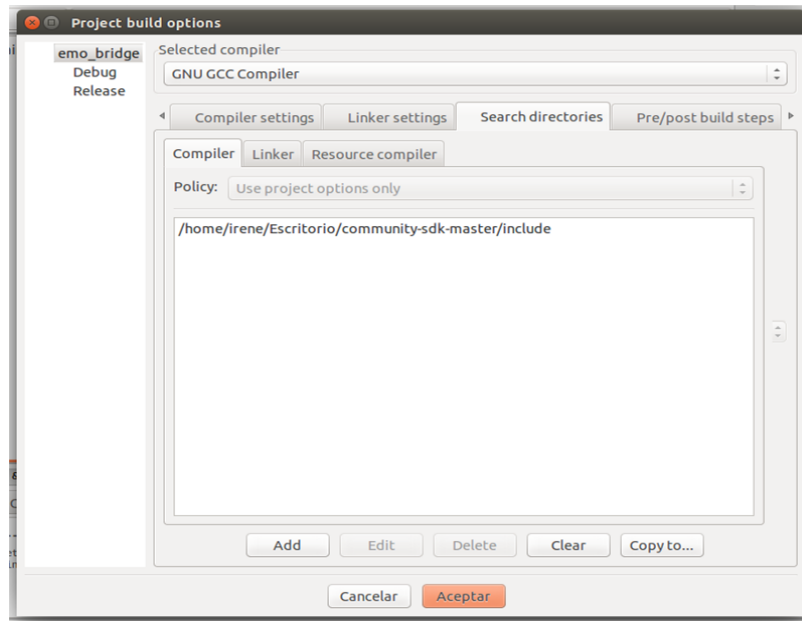 Project build options
emo_bridge
Debug
Release
Selected compiler
GNU GCC Compiler
Compiler settings
Linker settings
Search directories
Pre/post build steps
Compiler
Linker
Resource compiler
Policy:
Use project options only
/home/irene/Escritorio/community-sdk-master/include
Add
Edit
Delete
Clear
Copy to...
Cancelar
Aceptar